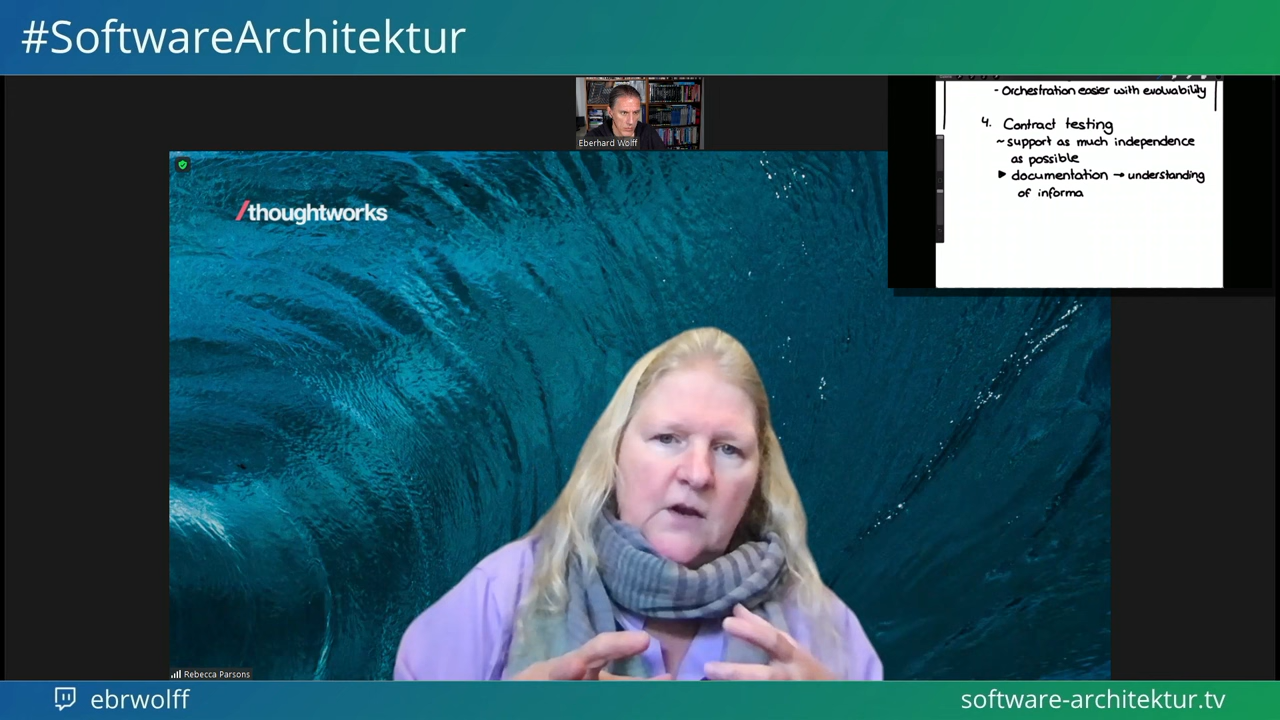 #SoftwareArchitektur
Eberhard Wolff
- Orchestration easier with evolvability
4. Contract testing
~ support as much independence
as possible
▸ documentation → understanding
of informa
/thoughtworks
Rebecca Parsons
ebrwolff
software-architektur.tv